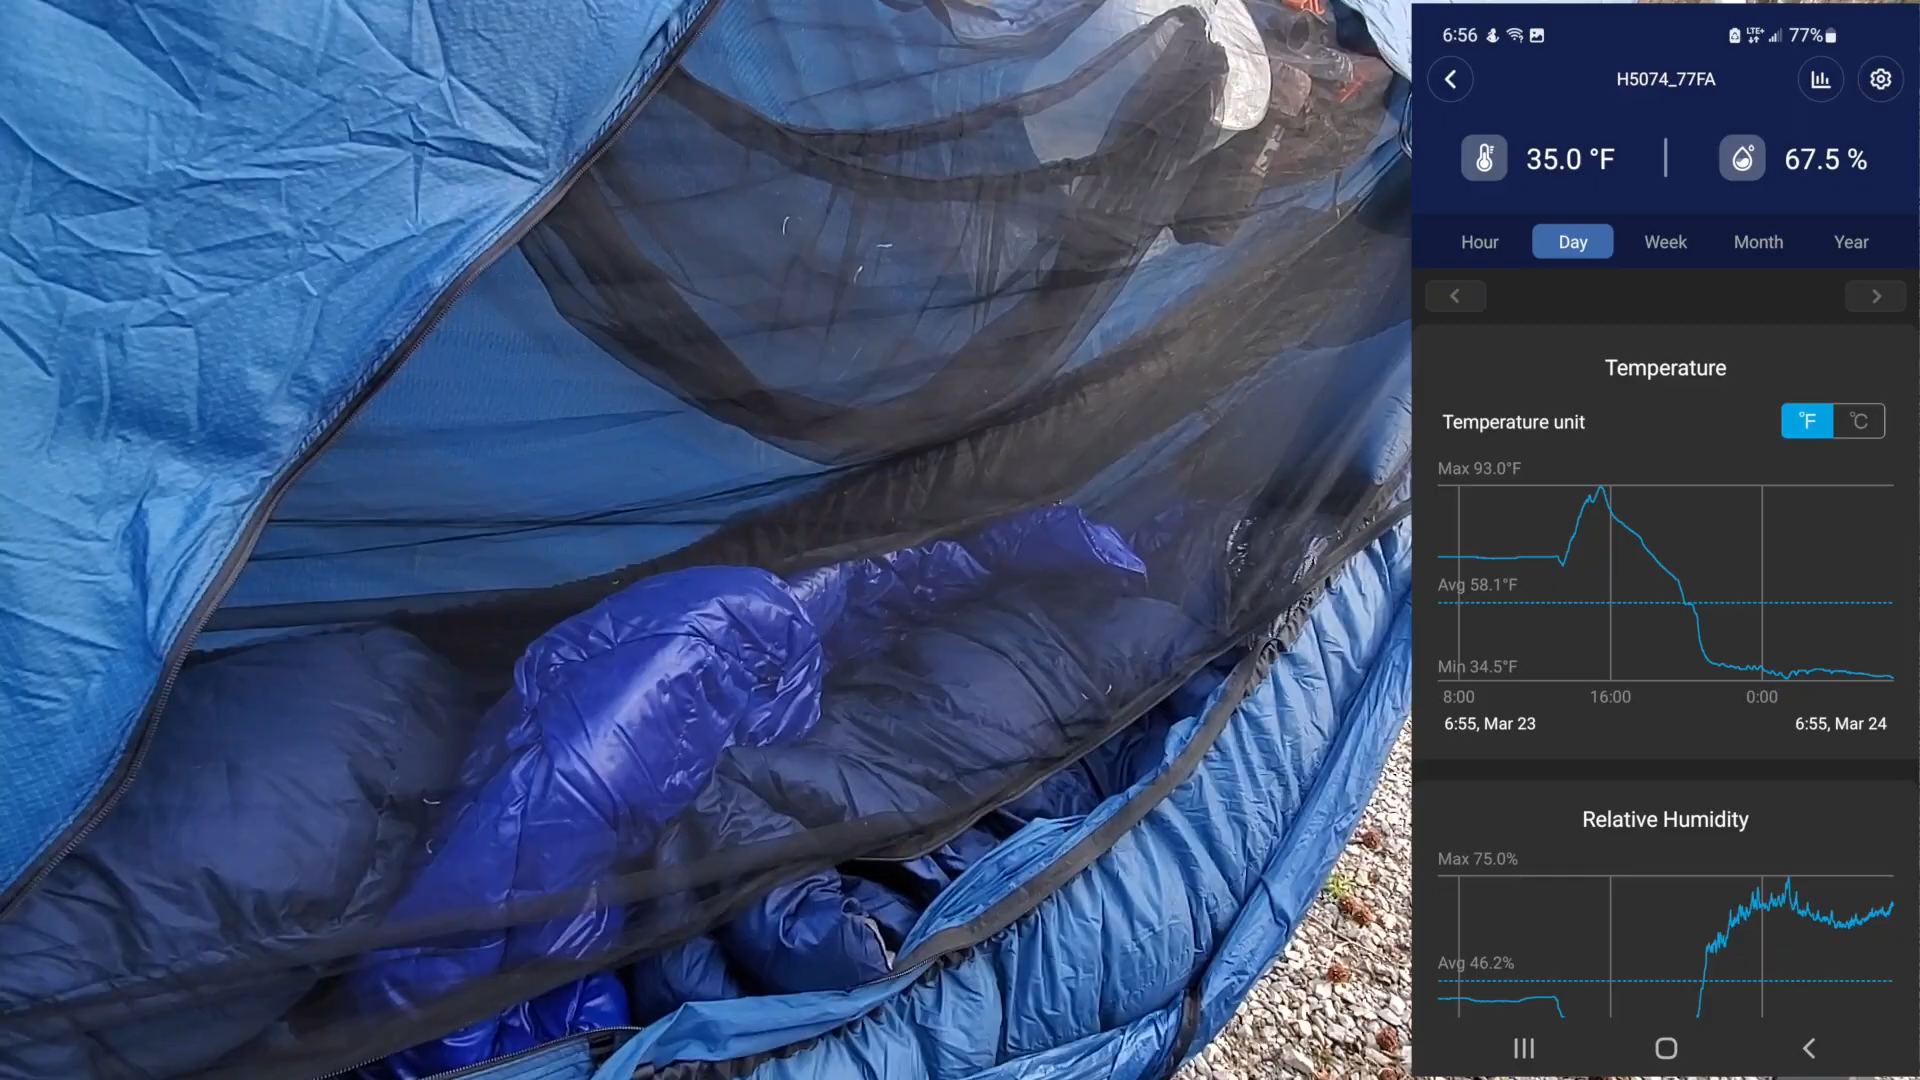 6:56 LTE+ 77%
H5074_77FA
35.0 °F 67.5 %
Hour Day Week Month Year
Temperature
Temperature unit °F °C
Max 93.0°F
Avg 58.1°F
Min 34.5°F
8:00 16:00 0:00
6:55, Mar 23 6:55, Mar 24
Relative Humidity
Max 75.0%
Avg 46.2%